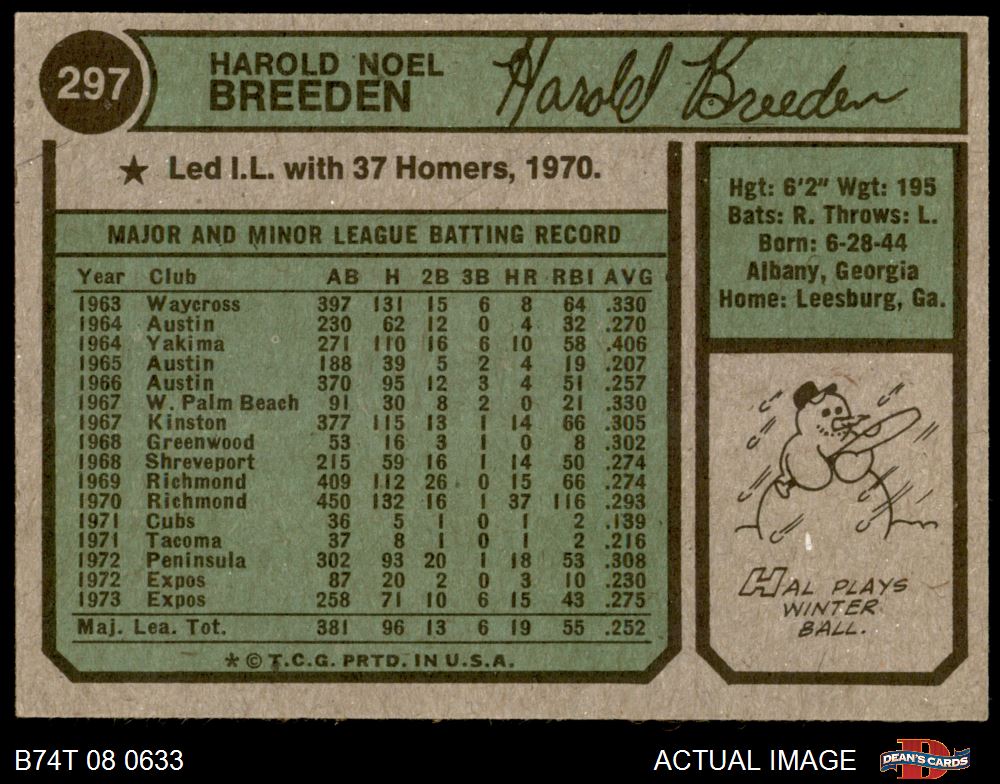 297
HAROLD NOEL
BREEDEN
Harold Breeden
★ Led I.L. with 37 Homers, 1970.
MAJOR AND MINOR LEAGUE BATTING RECORD
Year Club AB H 2B 3B HR RBI AVG
1963 Waycross 397 131 15 6 8 64 .330
1964 Austin 230 62 12 0 4 32 .270
1964 Yakima 271 110 16 6 10 58 .406
1965 Austin 188 39 5 2 4 19 .207
1966 Austin 370 95 12 3 4 51 .257
1967 W. Palm Beach 91 30 8 2 0 21 .330
1967 Kinston 377 115 13 1 14 66 .305
1968 Greenwood 53 16 3 1 0 8 .302
1968 Shreveport 215 59 16 1 14 50 .274
1969 Richmond 409 112 26 0 15 66 .274
1970 Richmond 450 132 16 1 37 116 .293
1971 Cubs 36 5 1 0 1 2 .139
1971 Tacoma 37 8 1 0 1 2 .216
1972 Peninsula 302 93 20 1 18 53 .308
1972 Expos 87 20 2 0 3 10 .230
1973 Expos 258 71 10 6 15 43 .275
Maj. Lea. Tot. 381 96 13 6 19 55 .252
* © T.C.G. PRTD. IN U.S.A.
Hgt: 6'2" Wgt: 195
Bats: R. Throws: L.
Born: 6-28-44
Albany, Georgia
Home: Leesburg, Ga.
HAL PLAYS
WINTER
BALL.
B74T 08 0633
ACTUAL IMAGE
D
DEAN'S CARDS